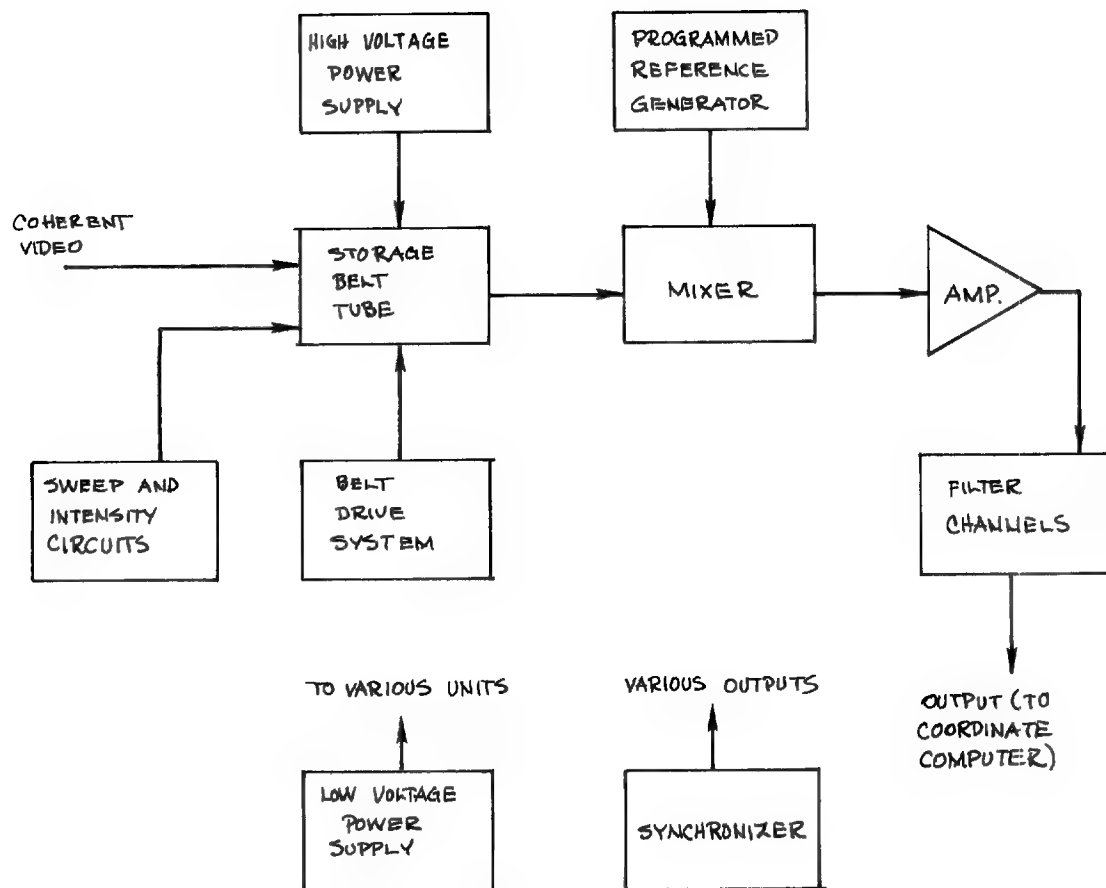 HIGH VOLTAGE
POWER
SUPPLY
PROGRAMMED
REFERENCE
GENERATOR
COHERENT
VIDEO
STORAGE
BELT
TUBE
MIXER
AMP.
SWEEP AND
INTENSITY
CIRCUITS
BELT
DRIVE
SYSTEM
FILTER
CHANNELS
TO VARIOUS UNITS
VARIOUS OUTPUTS
OUTPUT (TO
COORDINATE
COMPUTER)
LOW VOLTAGE
POWER
SUPPLY
SYNCHRONIZER